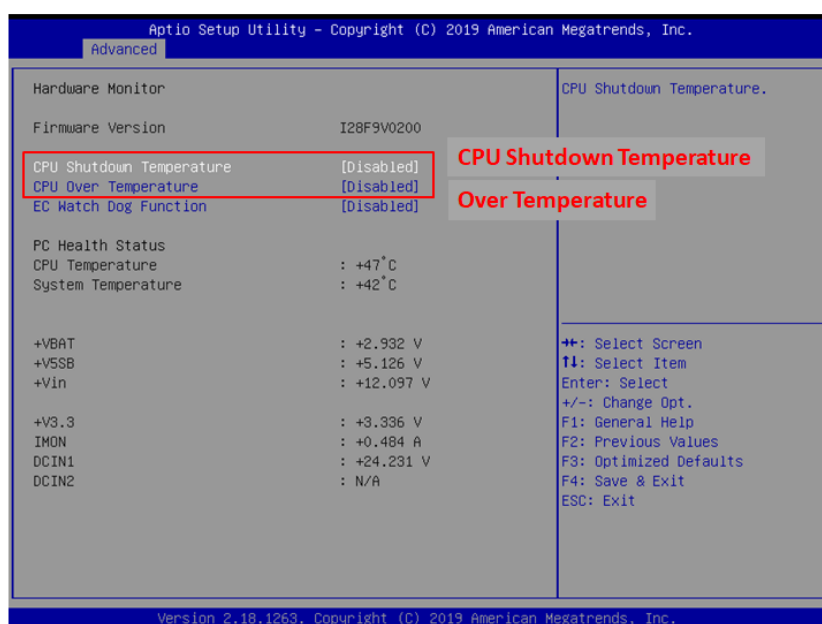 Aptio Setup Utility – Copyright (C) 2019 American Megatrends, Inc.
Advanced
Hardware Monitor
CPU Shutdown Temperature.
Firmware Version I28F9V0200
CPU Shutdown Temperature [Disabled]
CPU Shutdown Temperature
CPU Over Temperature [Disabled]
Over Temperature
EC Watch Dog Function [Disabled]
PC Health Status
CPU Temperature : +47°C
System Temperature : +42°C
+VBAT : +2.932 V
+V5SB : +5.126 V
+Vin : +12.097 V
+V3.3 : +3.336 V
IMON : +0.484 A
DCIN1 : +24.231 V
DCIN2 : N/A
→←: Select Screen
↑↓: Select Item
Enter: Select
+/-: Change Opt.
F1: General Help
F2: Previous Values
F3: Optimized Defaults
F4: Save & Exit
ESC: Exit
Version 2.18.1263. Copyright (C) 2019 American Megatrends, Inc.